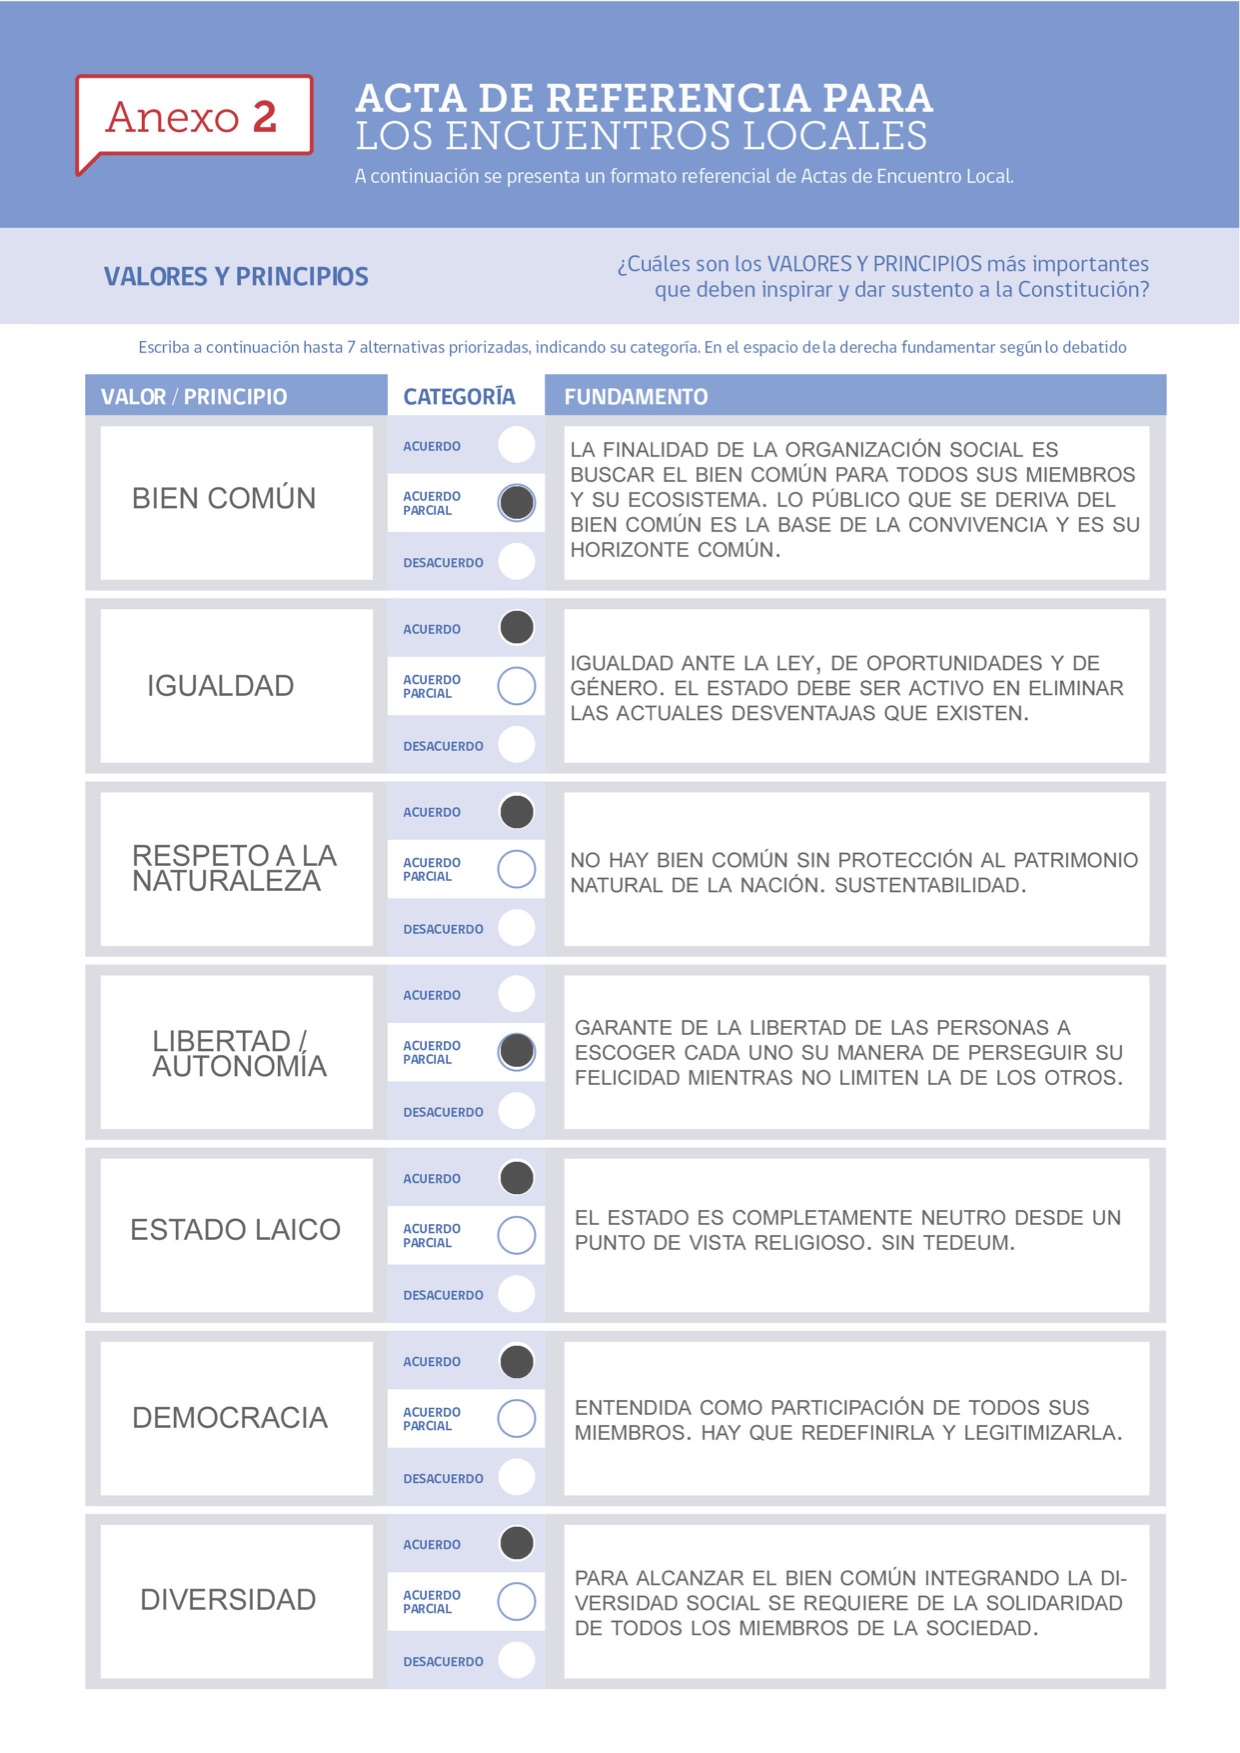 Anexo 2
ACTA DE REFERENCIA PARA
LOS ENCUENTROS LOCALES
A continuación se presenta un formato referencial de Actas de Encuentro Local.
VALORES Y PRINCIPIOS
¿Cuáles son los VALORES Y PRINCIPIOS más importantes
que deben inspirar y dar sustento a la Constitución?
Escriba a continuación hasta 7 alternativas priorizadas, indicando su categoría. En el espacio de la derecha fundamentar según lo debatido
VALOR / PRINCIPIO
CATEGORÍA
FUNDAMENTO
BIEN COMÚN
ACUERDO
ACUERDO
PARCIAL
DESACUERDO
LA FINALIDAD DE LA ORGANIZACIÓN SOCIAL ES
BUSCAR EL BIEN COMÚN PARA TODOS SUS MIEMBROS
Y SU ECOSISTEMA. LO PÚBLICO QUE SE DERIVA DEL
BIEN COMÚN ES LA BASE DE LA CONVIVENCIA Y ES SU
HORIZONTE COMÚN.
IGUALDAD
ACUERDO
ACUERDO
PARCIAL
DESACUERDO
IGUALDAD ANTE LA LEY, DE OPORTUNIDADES Y DE
GÉNERO. EL ESTADO DEBE SER ACTIVO EN ELIMINAR
LAS ACTUALES DESVENTAJAS QUE EXISTEN.
RESPETO A LA
NATURALEZA
ACUERDO
ACUERDO
PARCIAL
DESACUERDO
NO HAY BIEN COMÚN SIN PROTECCIÓN AL PATRIMONIO
NATURAL DE LA NACIÓN. SUSTENTABILIDAD.
LIBERTAD /
AUTONOMÍA
ACUERDO
ACUERDO
PARCIAL
DESACUERDO
GARANTE DE LA LIBERTAD DE LAS PERSONAS A
ESCOGER CADA UNO SU MANERA DE PERSEGUIR SU
FELICIDAD MIENTRAS NO LIMITEN LA DE LOS OTROS.
ESTADO LAICO
ACUERDO
ACUERDO
PARCIAL
DESACUERDO
EL ESTADO ES COMPLETAMENTE NEUTRO DESDE UN
PUNTO DE VISTA RELIGIOSO. SIN TEDEUM.
DEMOCRACIA
ACUERDO
ACUERDO
PARCIAL
DESACUERDO
ENTENDIDA COMO PARTICIPACIÓN DE TODOS SUS
MIEMBROS. HAY QUE REDEFINIRLA Y LEGITIMIZARLA.
DIVERSIDAD
ACUERDO
ACUERDO
PARCIAL
DESACUERDO
PARA ALCANZAR EL BIEN COMÚN INTEGRANDO LA DI-
VERSIDAD SOCIAL SE REQUIERE DE LA SOLIDARIDAD
DE TODOS LOS MIEMBROS DE LA SOCIEDAD.